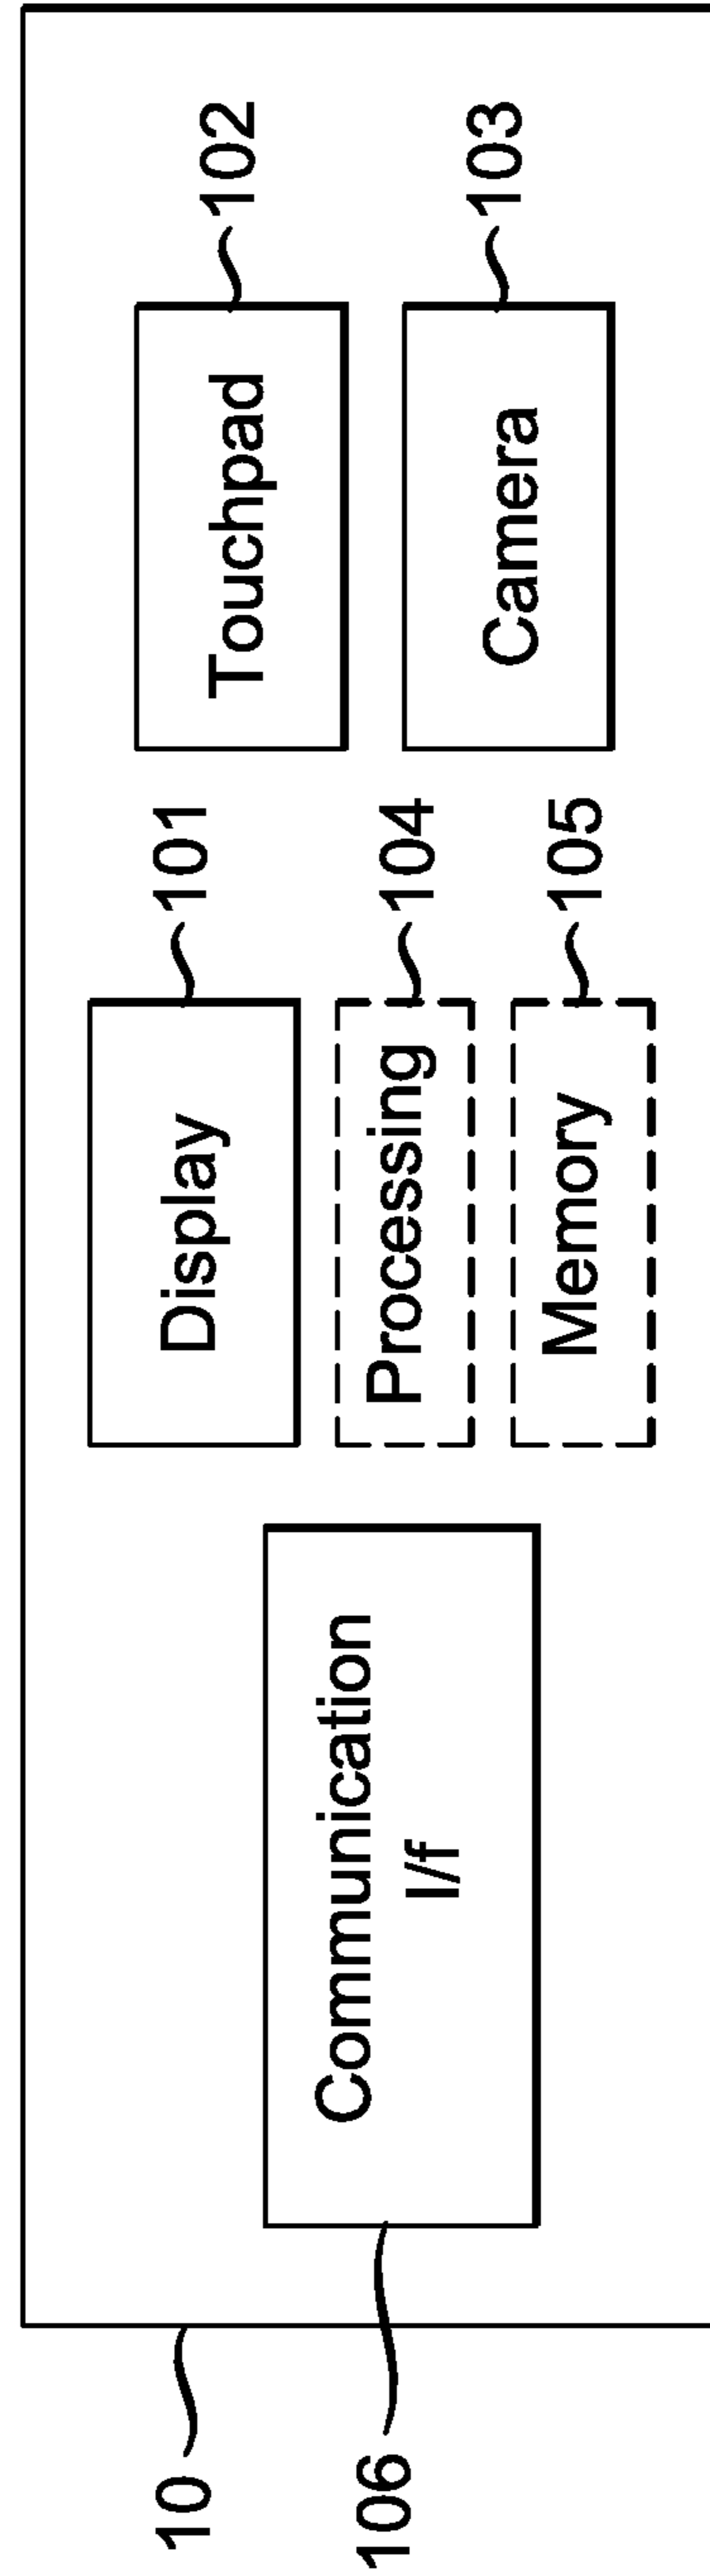 Touchpad
102
Camera
103
Display
101
Processing
104
Memory
105
Communication
I/f
10
106